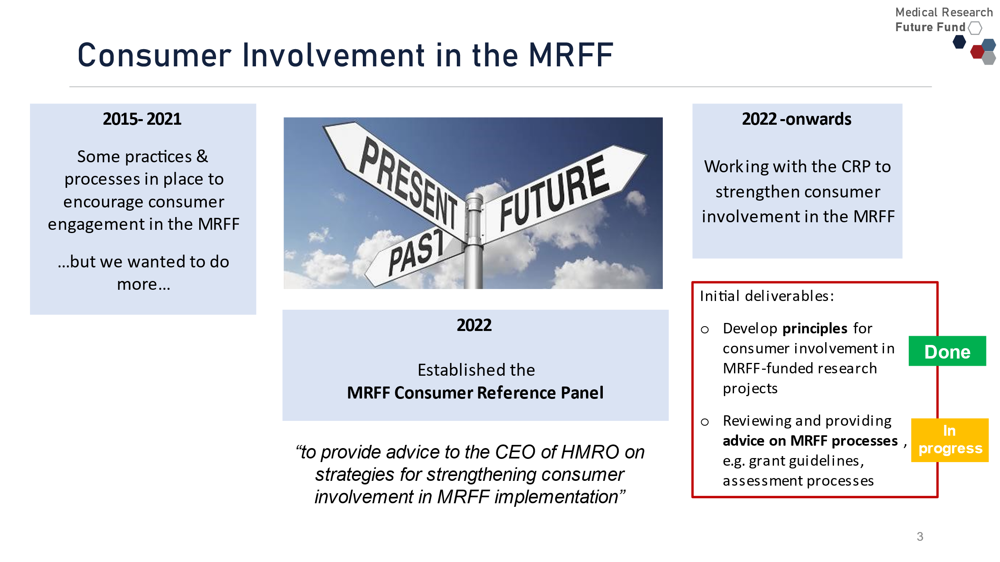 Medical Research
Future Fund
Consumer Involvement in the MRFF
2015- 2021
Some practices &
processes in place to
encourage consumer
engagement in the MRFF
...but we wanted to do
more...
PRESENT
FUTURE
PAST
2022
Established the
MRFF Consumer Reference Panel
“to provide advice to the CEO of HMRO on
strategies for strengthening consumer
involvement in MRFF implementation”
2022 -onwards
Working with the CRP to
strengthen consumer
involvement in the MRFF
Initial deliverables:
o Develop principles for
consumer involvement in
MRFF-funded research
projects
Done
o Reviewing and providing
advice on MRFF processes ,
e.g. grant guidelines,
assessment processes
In
progress
3